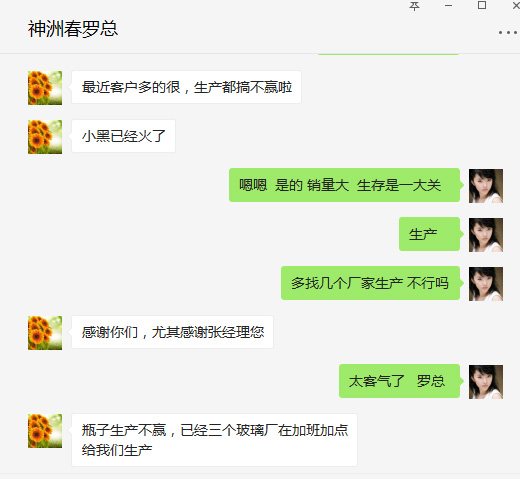 神洲春罗总
最近客户多的很，生产都搞不赢啦
小黑已经火了
嗯嗯  是的 销量大  生存是一大关
生产
多找几个厂家生产 不行吗
感谢你们，尤其感谢张经理您
太客气了   罗总
瓶子生产不赢，已经三个玻璃厂在加班加点
给我们生产